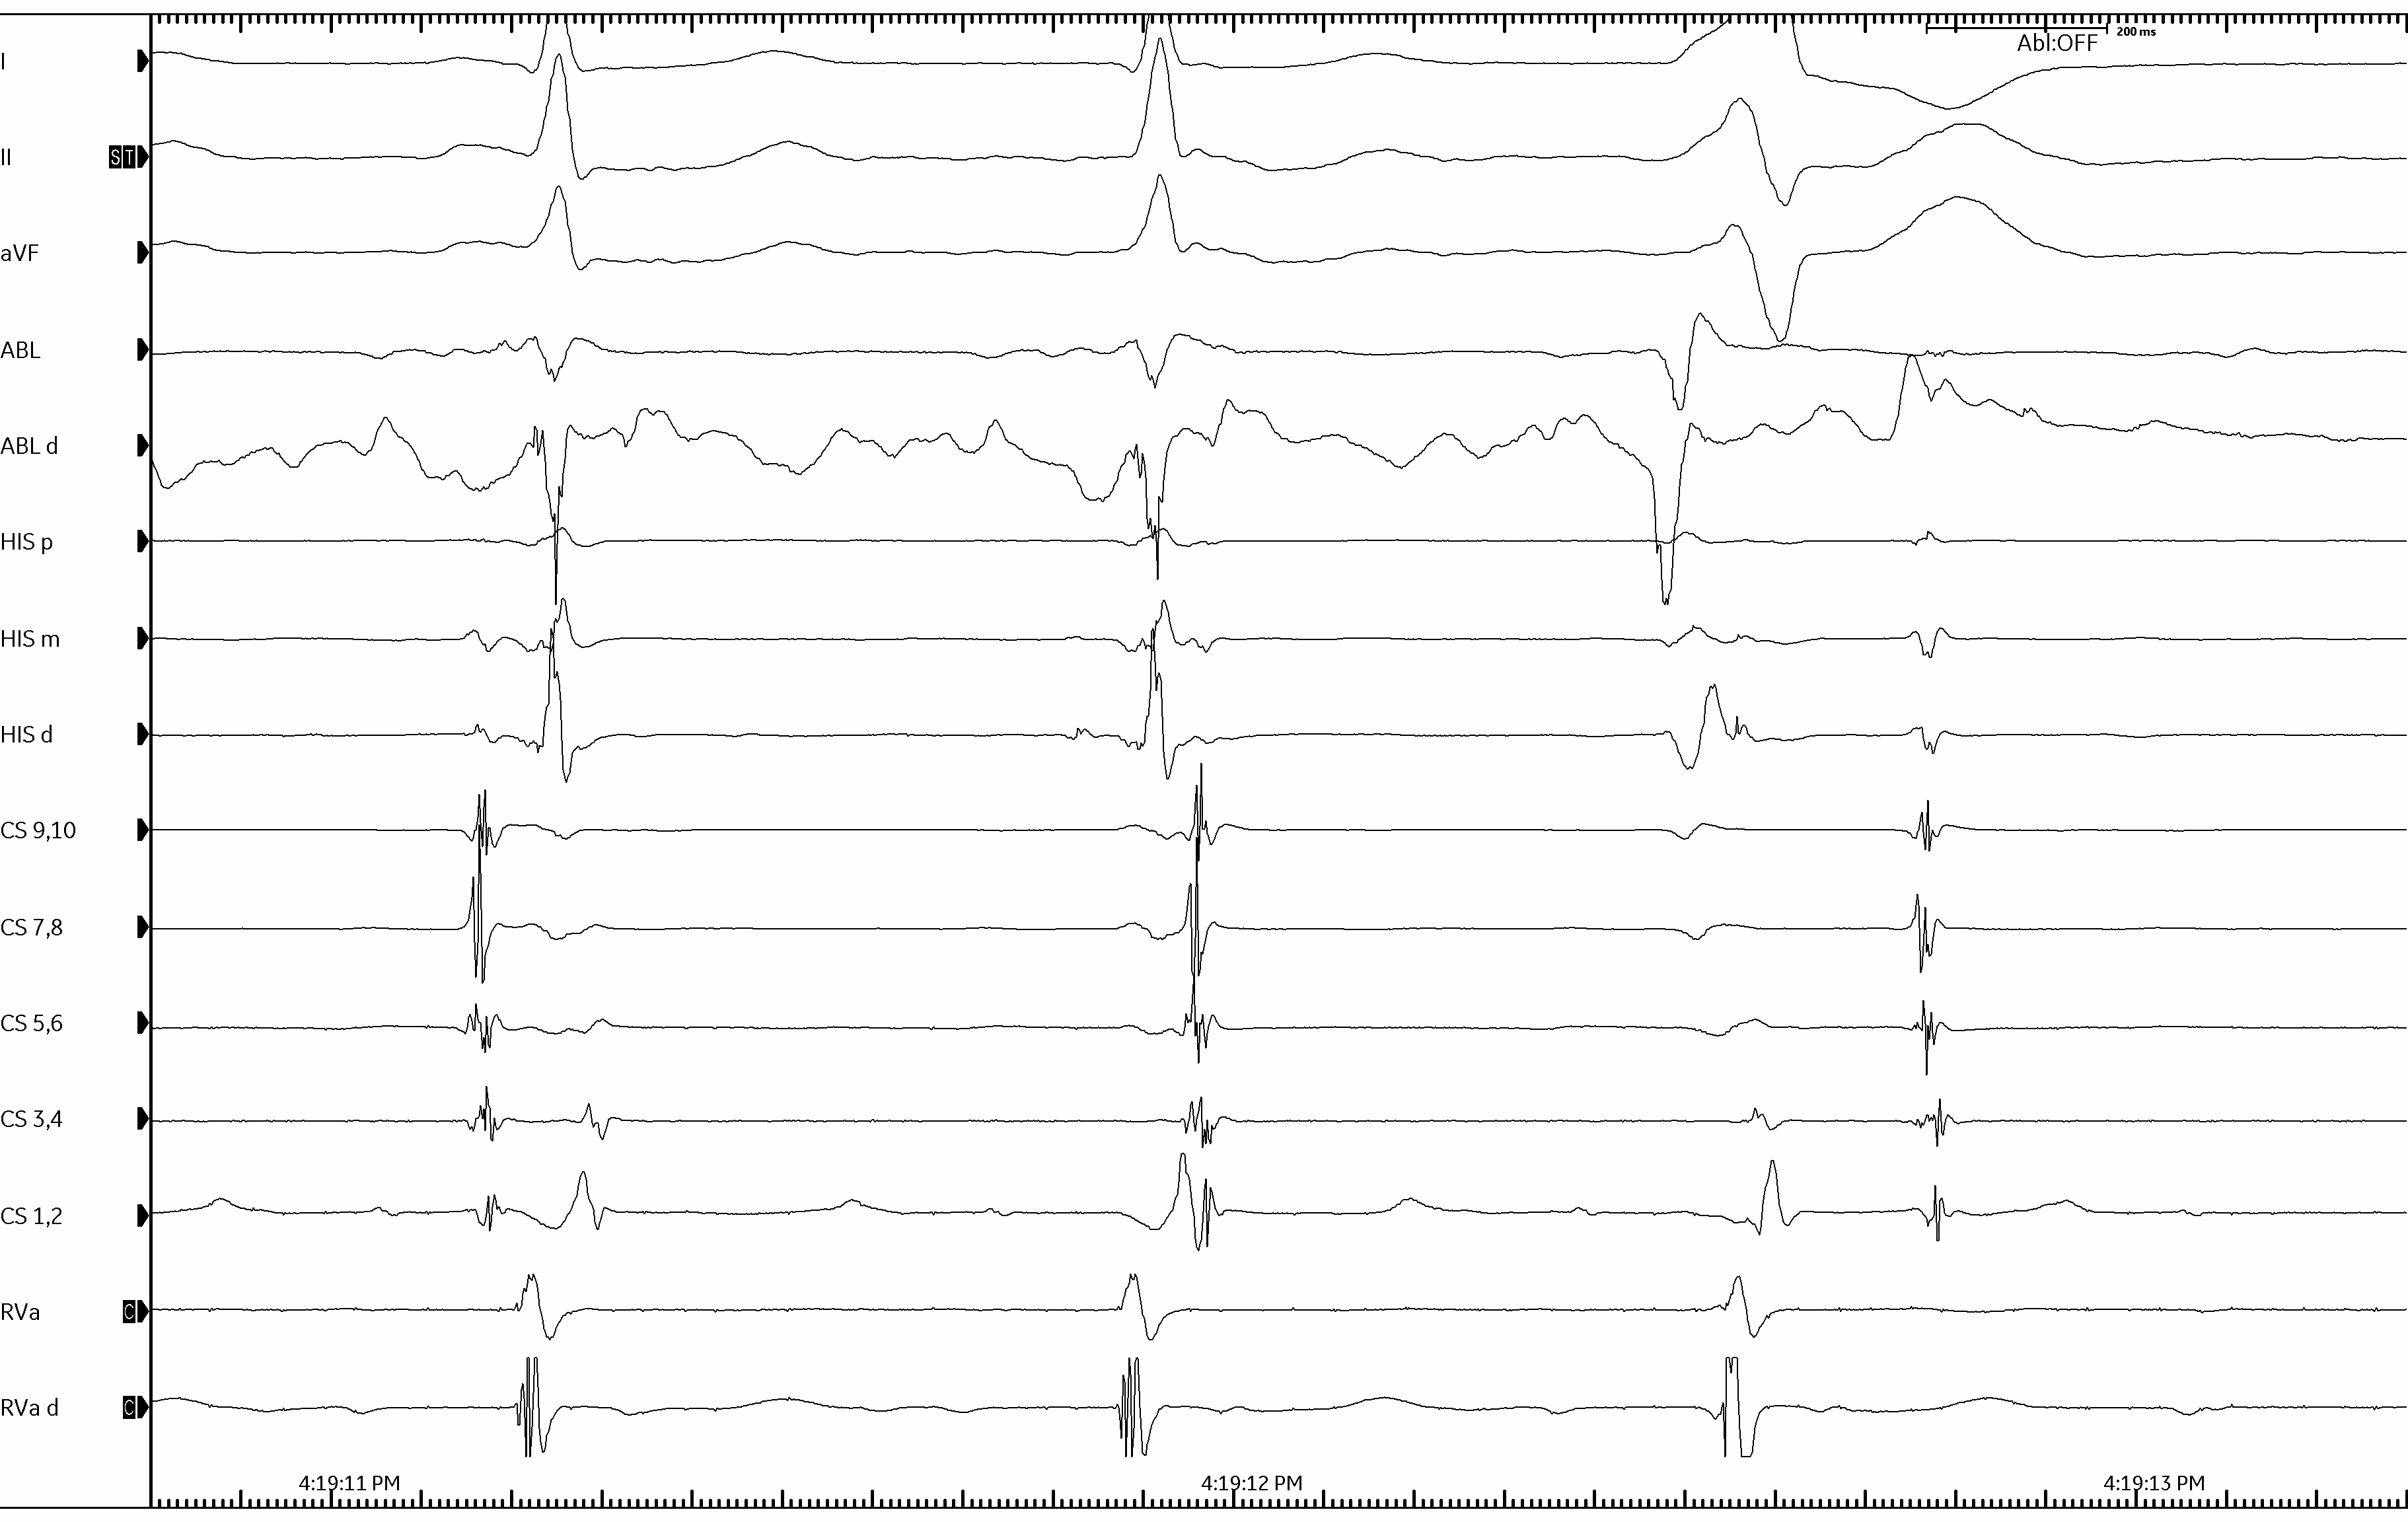 200 ms
Abl:OFF
I
II ST
aVF
ABL
ABL d
HIS p
HIS m
HIS d
CS 9,10
CS 7,8
CS 5,6
CS 3,4
CS 1,2
RVa C
RVa d C
4:19:11 PM 4:19:12 PM 4:19:13 PM